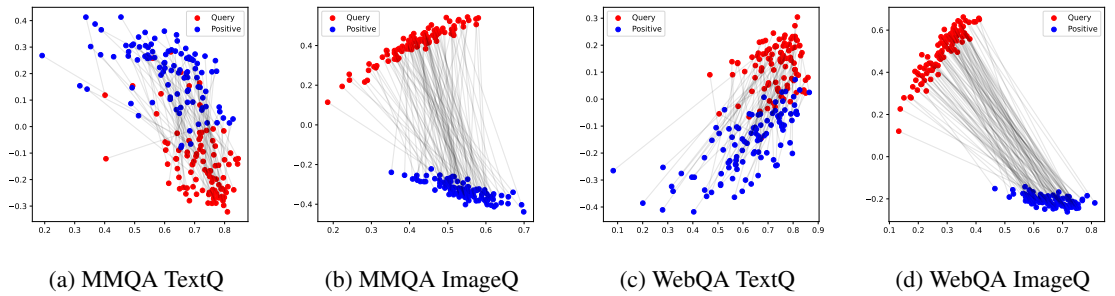 Query
Positive
0.4
0.3
0.2
0.1
0.0
−0.1
−0.2
−0.3
0.2 0.3 0.4 0.5 0.6 0.7 0.8
(a) MMQA TextQ
Query
Positive
0.4
0.2
0.0
−0.2
−0.4
0.2 0.3 0.4 0.5 0.6 0.7
(b) MMQA ImageQ
Query
Positive
0.3
0.2
0.1
0.0
−0.1
−0.2
−0.3
−0.4
0.1 0.2 0.3 0.4 0.5 0.6 0.7 0.8 0.9
(c) WebQA TextQ
Query
Positive
0.6
0.4
0.2
0.0
−0.2
0.1 0.2 0.3 0.4 0.5 0.6 0.7 0.8
(d) WebQA ImageQ